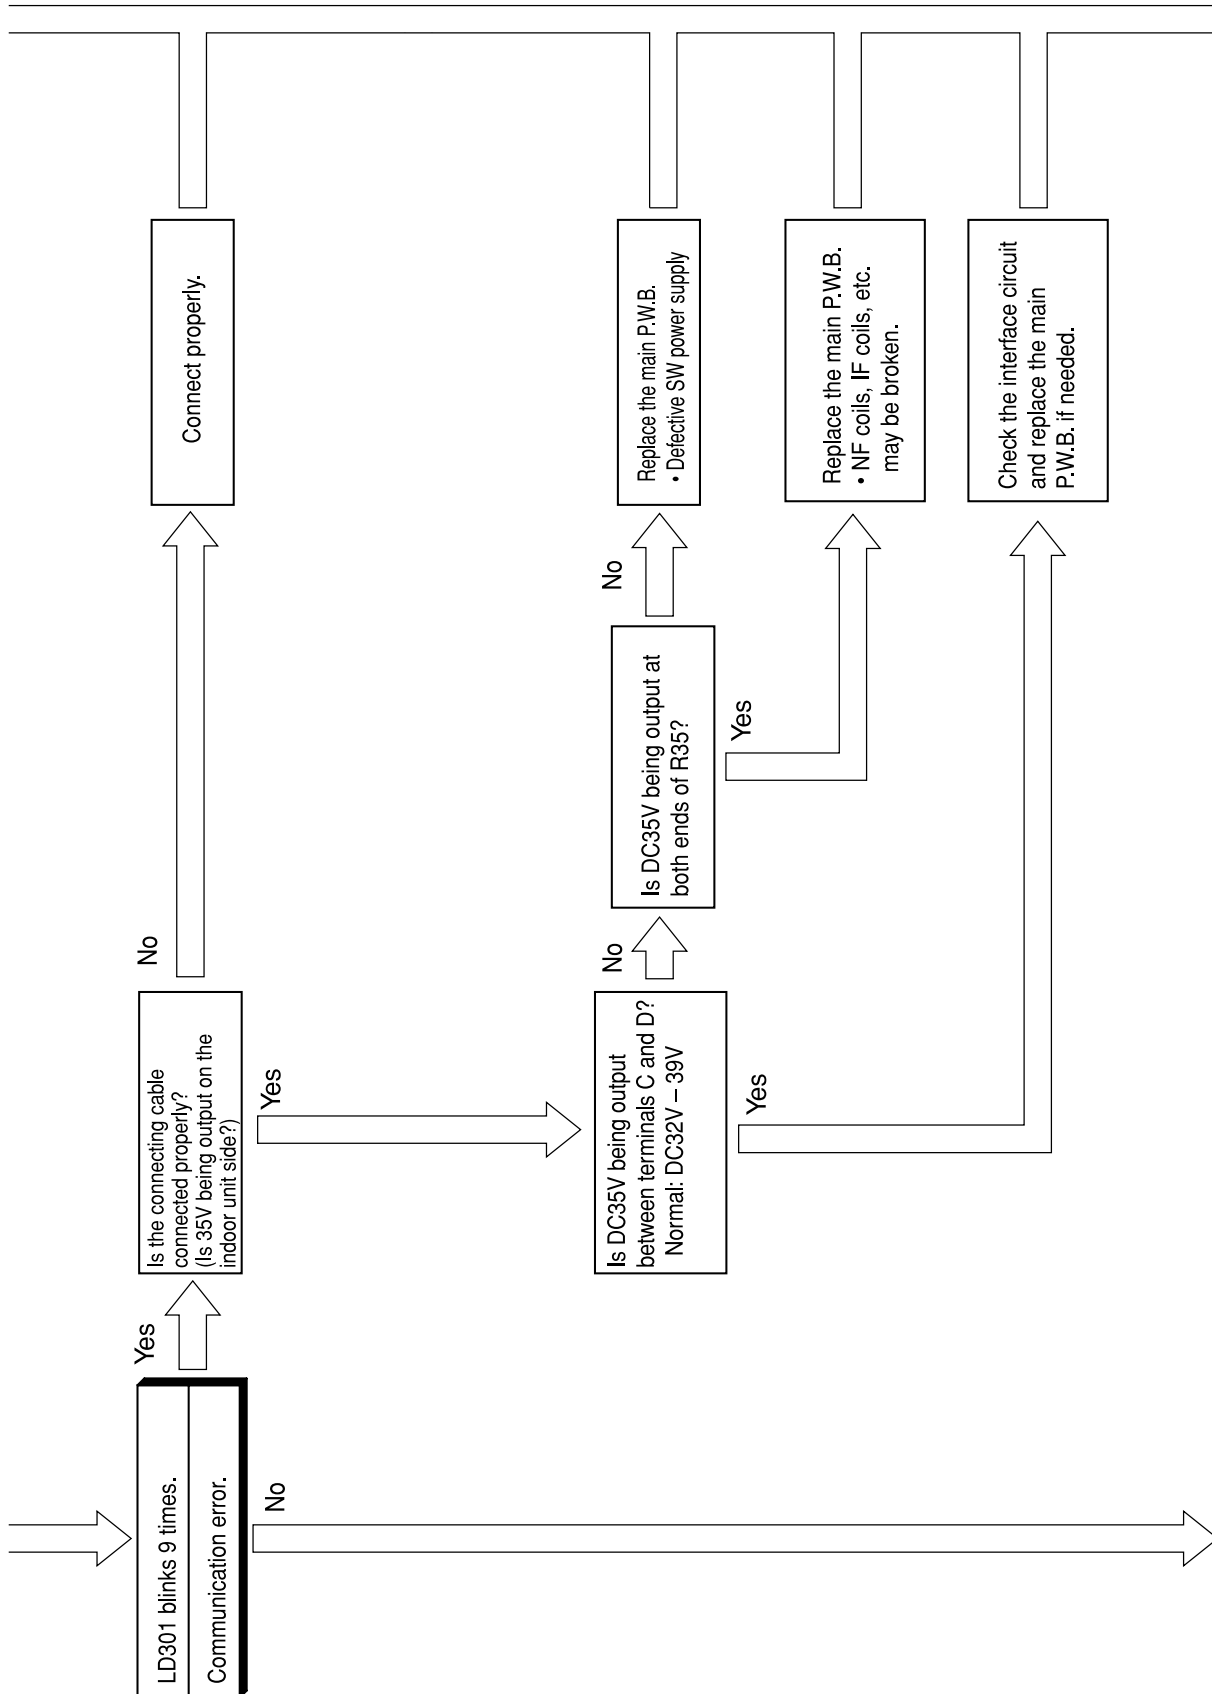 LD301 blinks 9 times.
Communication error.
Yes
No
Is the connecting cable
connected properly?
(Is 35V being output on the
indoor unit side?)
No
Connect properly.
Yes
Is DC35V being output
between terminals C and D?
Normal: DC32V – 39V
No
Is DC35V being output at
both ends of R35?
No
Replace the main P.W.B.
• Defective SW power supply
Yes
Replace the main P.W.B.
• NF coils, IF coils, etc.
may be broken.
Yes
Check the interface circuit
and replace the main
P.W.B. if needed.